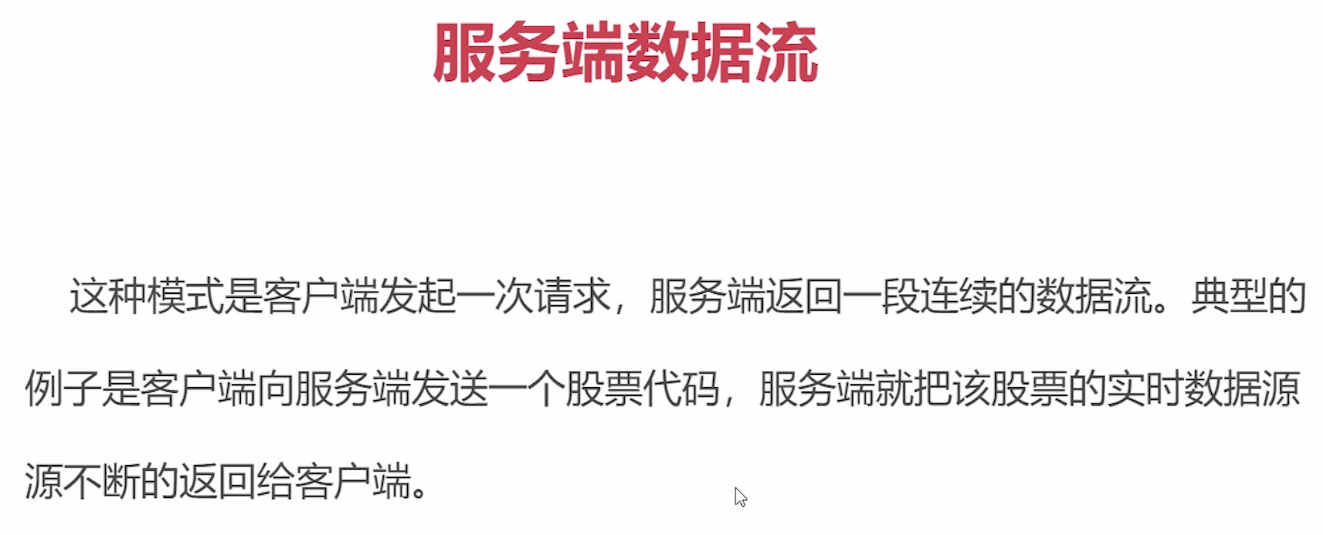 服务端数据流
这种模式是客户端发起一次请求，服务端返回一段连续的数据流。典型的
例子是客户端向服务端发送一个股票代码，服务端就把该股票的实时数据源
源不断的返回给客户端。